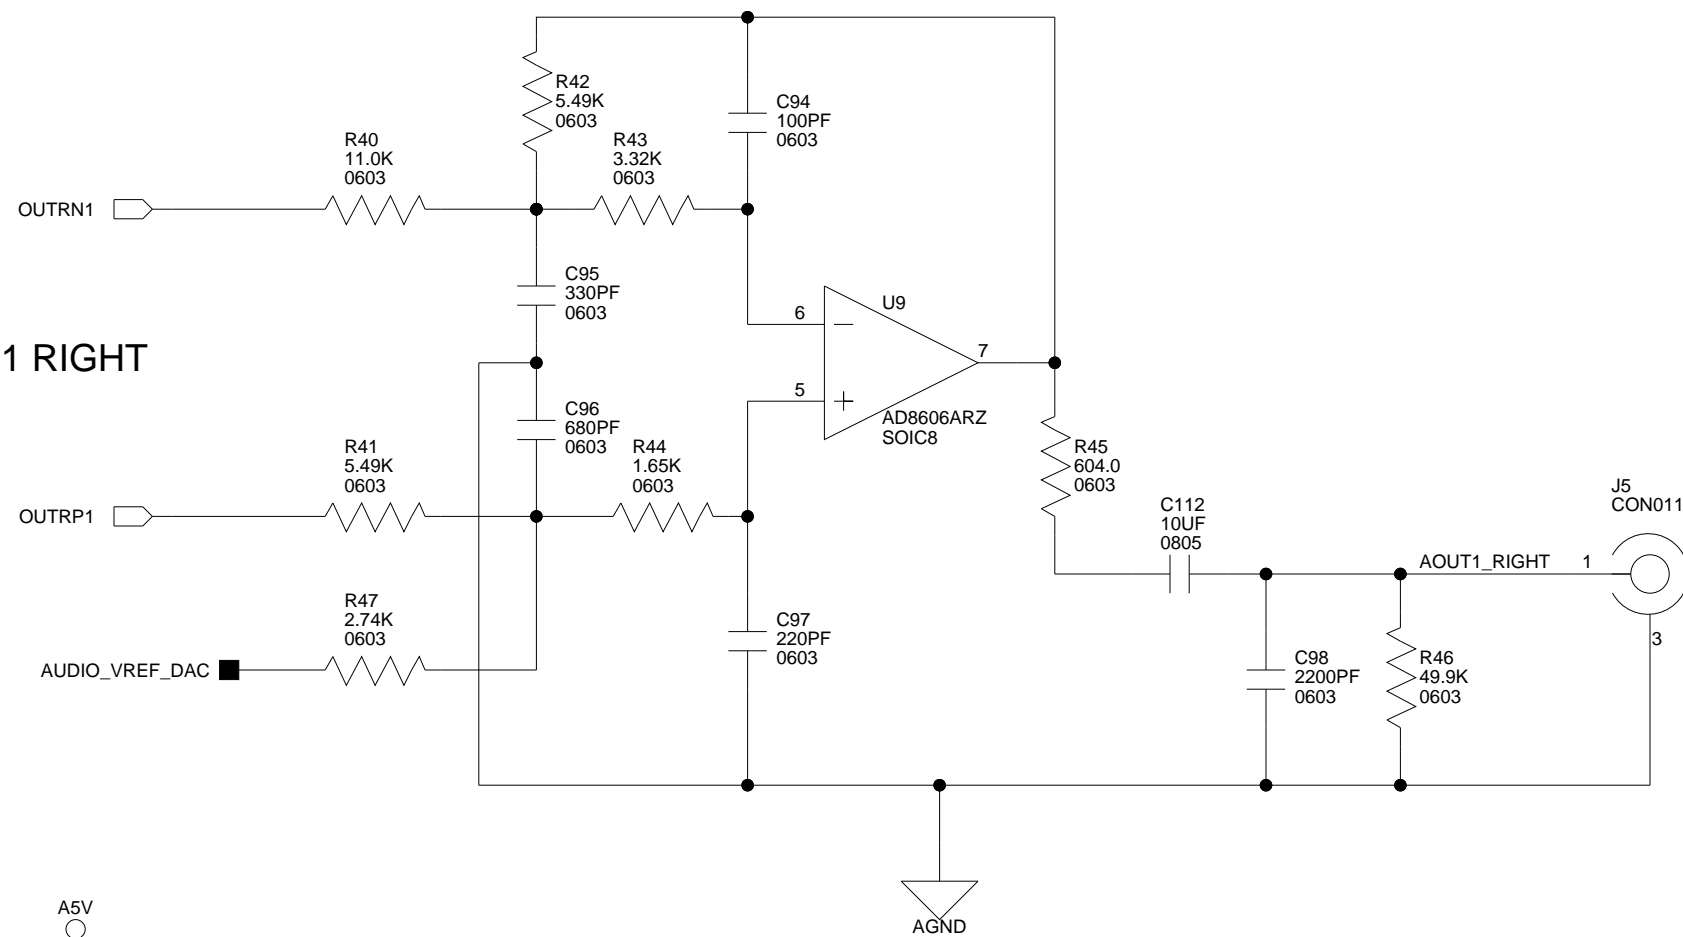 R42
5.49K
0603
C94
100PF
0603
R40
11.0K
0603
R43
3.32K
0603
OUTRN1
C95
330PF
0603
U9
6
7
5
AD8606ARZ
SOIC8
1 RIGHT
C96
680PF
0603
R41
5.49K
0603
R44
1.65K
0603
R45
604.0
0603
OUTRP1
C112
10UF
0805
J5
CON011
AOUT1_RIGHT
1
3
R47
2.74K
0603
AUDIO_VREF_DAC
C97
220PF
0603
C98
2200PF
0603
R46
49.9K
0603
A5V
AGND